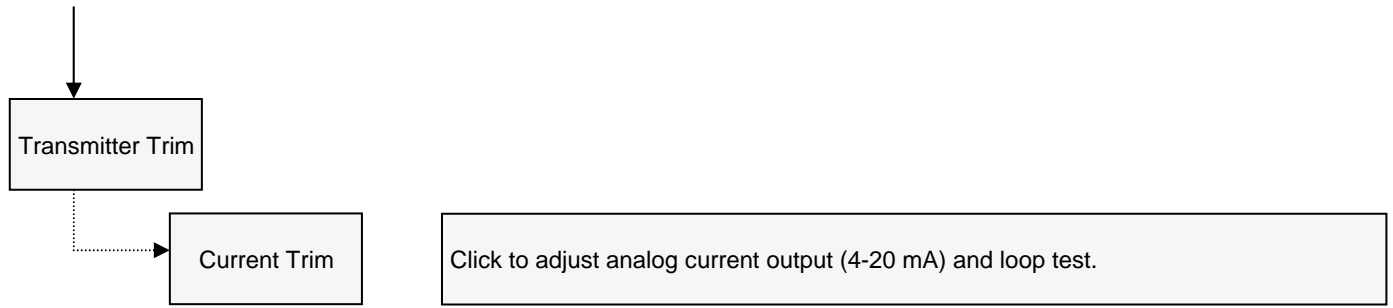 Transmitter Trim
Current Trim
Click to adjust analog current output (4-20 mA) and loop test.